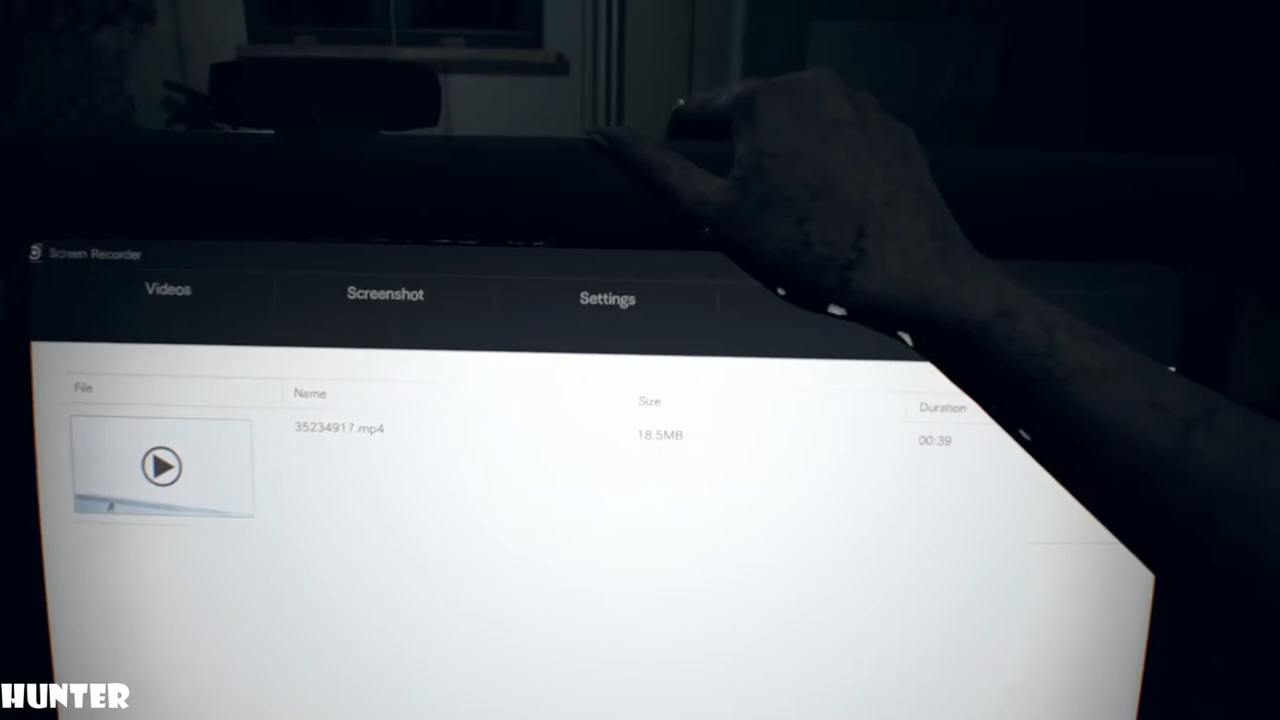 Screen Recorder
Videos Screenshot Settings
File Name Size Duration
35234917.mp4 18.5MB 00:39
HUNTER